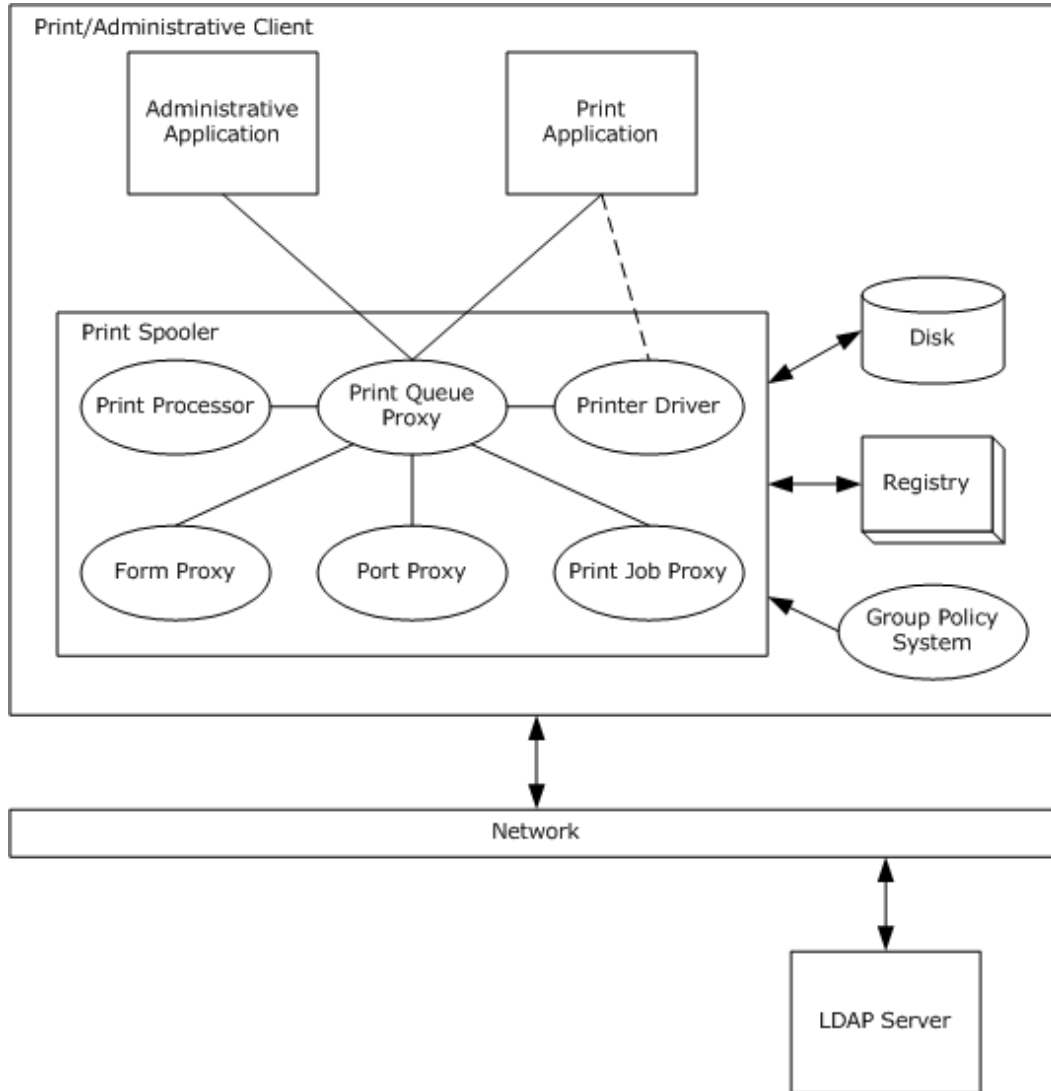 Print/Administrative Client
Administrative
Application
Print
Application
Print Spooler
Disk
Print Processor
Print Queue
Proxy
Printer Driver
Registry
Form Proxy
Port Proxy
Print Job Proxy
Group Policy
System
Network
LDAP Server